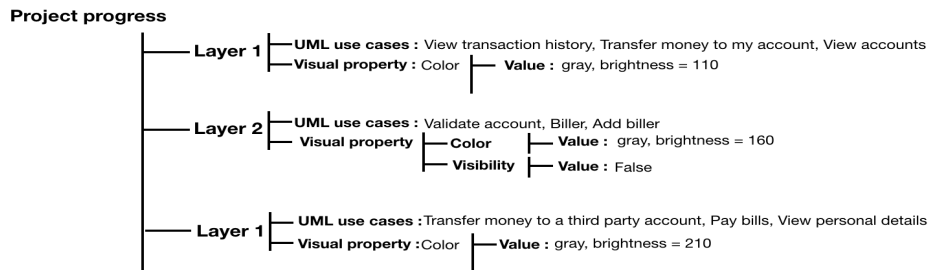 Project progress
Layer 1
UML use cases : View transaction history, Transfer money to my account, View accounts
Visual property : Color Value : gray, brightness = 110
Layer 2
UML use cases : Validate account, Biller, Add biller
Visual property Color Value : gray, brightness = 160
Visibility Value : False
Layer 1
UML use cases : Transfer money to a third party account, Pay bills, View personal details
Visual property : Color Value : gray, brightness = 210